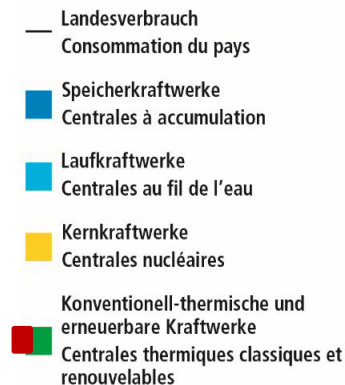 Landesverbrauch
Consommation du pays
Speicherkraftwerke
Centrales à accumulation
Laufkraftwerke
Centrales au fil de l'eau
Kernkraftwerke
Centrales nucléaires
Konventionell-thermische und
erneuerbare Kraftwerke
Centrales thermiques classiques et
renouvelables